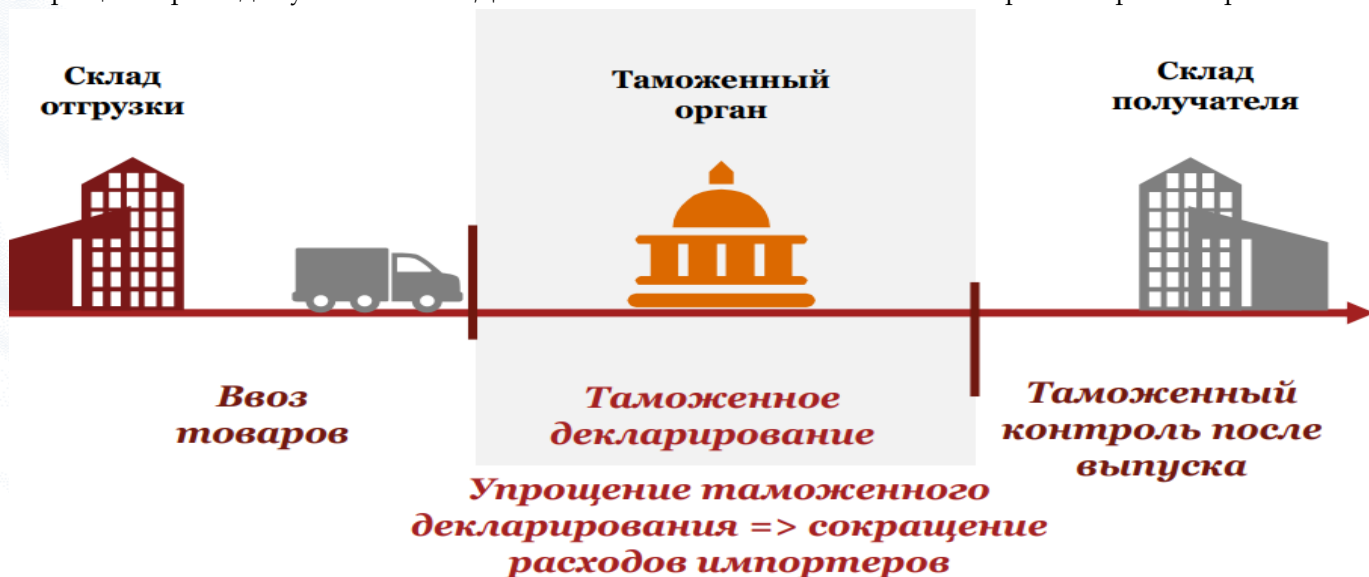 Склад
отгрузки
Таможенный
орган
Склад
получателя
Ввоз
товаров
Таможенное
декларирование
Таможенный
контроль после
выпуска
Упрощение таможенного
декларирования => сокращение
расходов импортеров